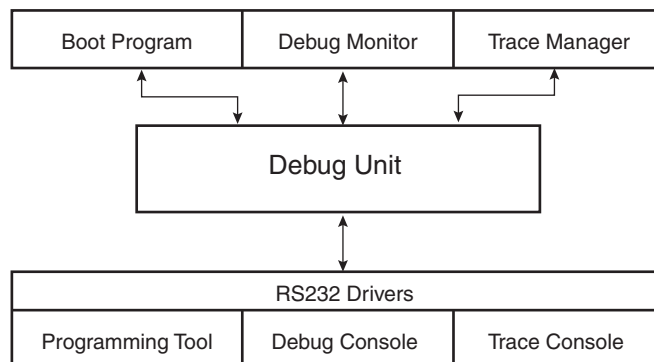 Boot Program
Debug Monitor
Trace Manager
Debug Unit
RS232 Drivers
Programming Tool
Debug Console
Trace Console